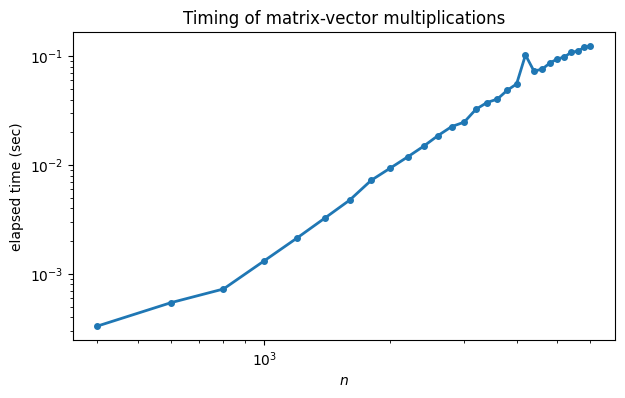 Timing of matrix-vector multiplications
elapsed time (sec)
10⁻¹
10⁻²
10⁻³
10³
n